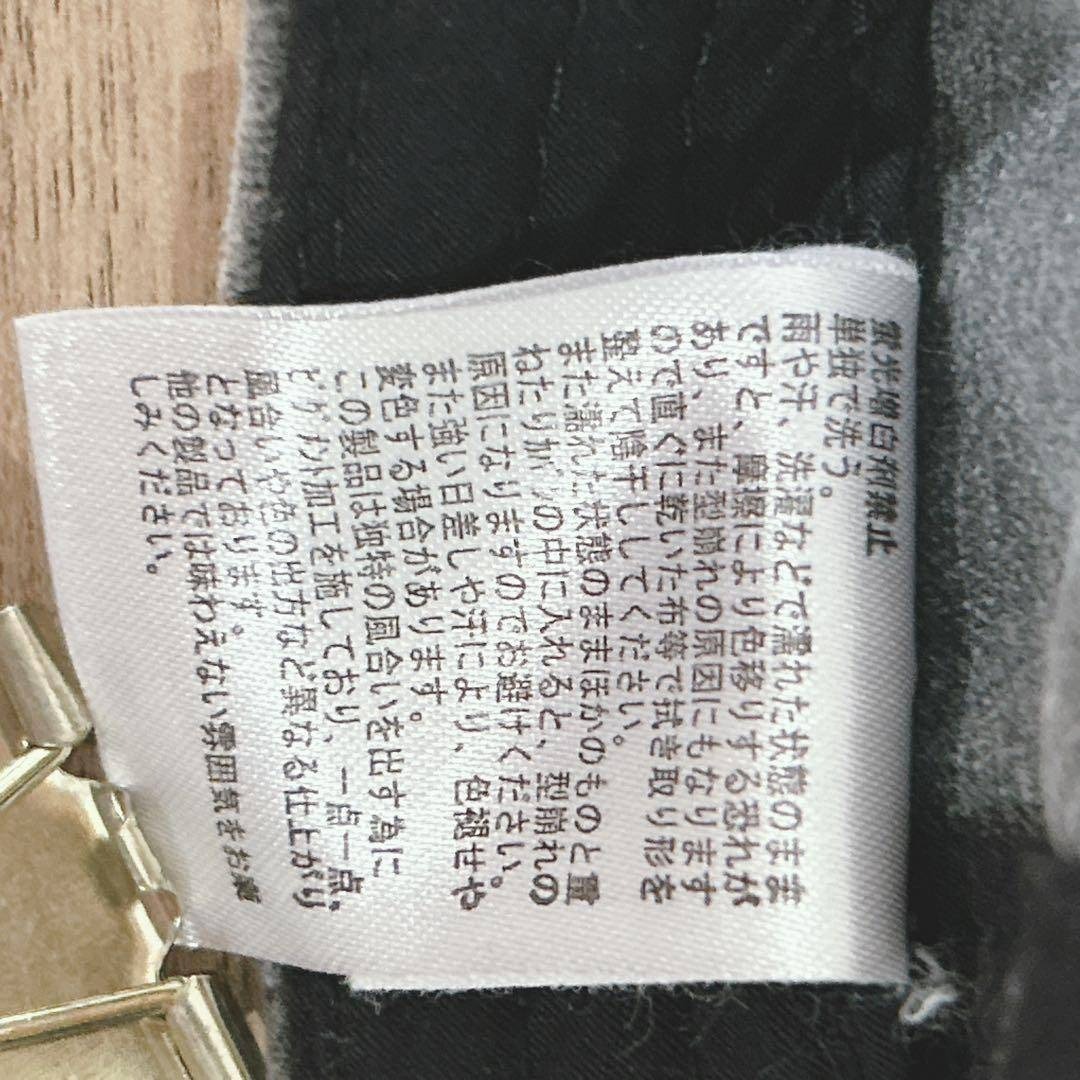 蛍光増白剤禁止
単独で洗う。
雨や汗、洗濯などで濡れた状態のまま
ですと、摩擦により色移りする恐れが
あり、また型崩れの原因にもなります
ので直ぐに乾いた布等で拭き取り形を
整えて陰干ししてください。
また濡れた状態のままほかのものと重
ねたりカ゛ の中に入れると、型崩れの
原因になりますのでお避けください。
また強い日差しや汗により、色褪せや
変色する場合があります。
この製品は独特の風合いを出す為に
加工を施しており、一点一点、
風合いや色の出方など異なる仕上がり
となっております。
他の製品では味わえない雰囲気をお楽
しみください。